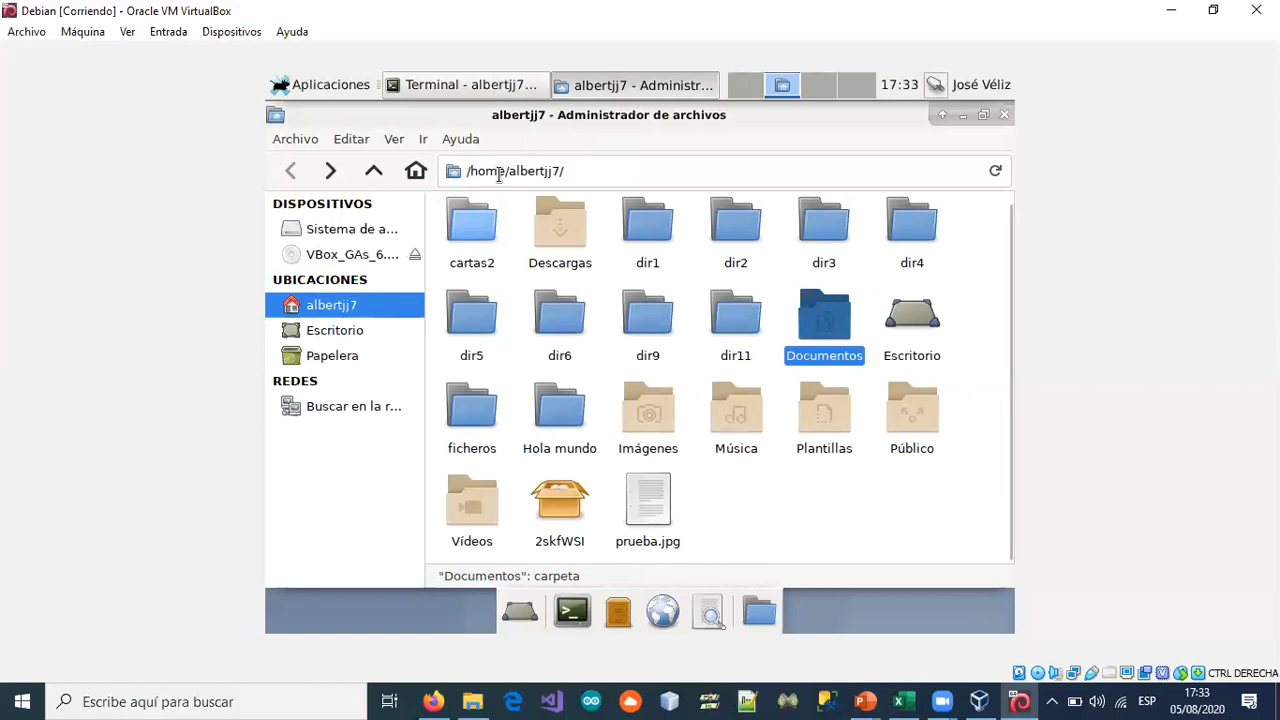 Debian [Corriendo] - Oracle VM VirtualBox
Archivo Máquina Ver Entrada Dispositivos Ayuda
Aplicaciones Terminal - albertjj7... albertjj7 - Administr... 17:33 José Véliz
albertjj7 - Administrador de archivos
Archivo Editar Ver Ir Ayuda
/home/albertjj7/
DISPOSITIVOS
Sistema de a...
VBox_GAs_6....
UBICACIONES
albertjj7
Escritorio
Papelera
REDES
Buscar en la r...
cartas2 Descargas dir1 dir2 dir3 dir4
dir5 dir6 dir9 dir11 Documentos Escritorio
ficheros Hola mundo Imágenes Música Plantillas Público
Vídeos 2skfWSI prueba.jpg
"Documentos": carpeta
CTRL DERECHA
Escribe aquí para buscar
ESP
17:33
05/08/2020